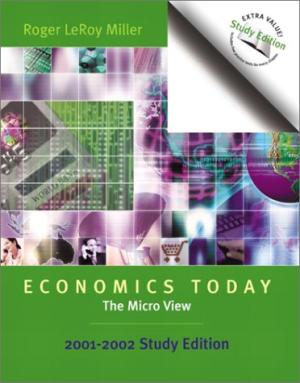 Roger LeRoy Miller
EXTRA VALUE!
Study Edition
ECONOMICS TODAY
The Micro View
2001-2002 Study Edition